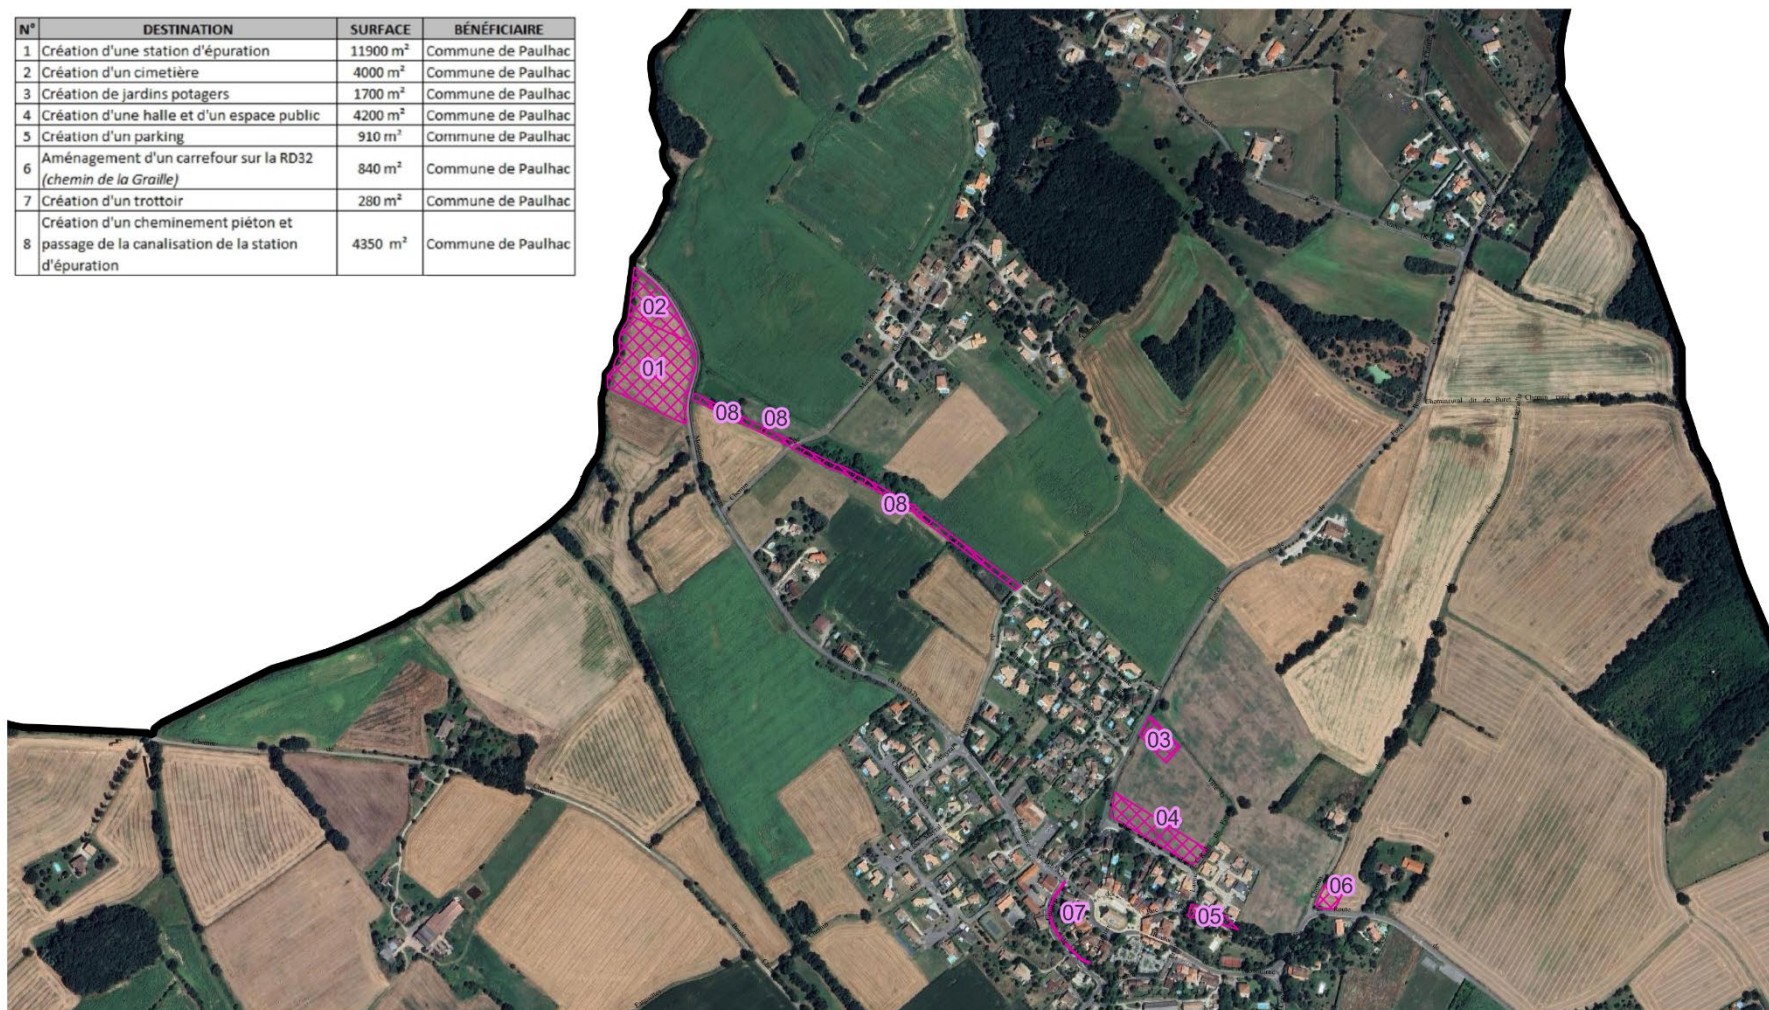 N° DESTINATION SURFACE BÉNÉFICIAIRE
1 Création d'une station d'épuration 11900 m² Commune de Paulhac
2 Création d'un cimetière 4000 m² Commune de Paulhac
3 Création de jardins potagers 1700 m² Commune de Paulhac
4 Création d'une halle et d'un espace public 4200 m² Commune de Paulhac
5 Création d'un parking 910 m² Commune de Paulhac
6 Aménagement d'un carrefour sur la RD32
(chemin de la Graille) 840 m² Commune de Paulhac
7 Création d'un trottoir 280 m² Commune de Paulhac
8 Création d'un cheminement piéton et
passage de la canalisation de la station
d'épuration 4350 m² Commune de Paulhac
02
01
08
08
08
03
04
05
06
07
Chemin
Chemin
Chemin
Route